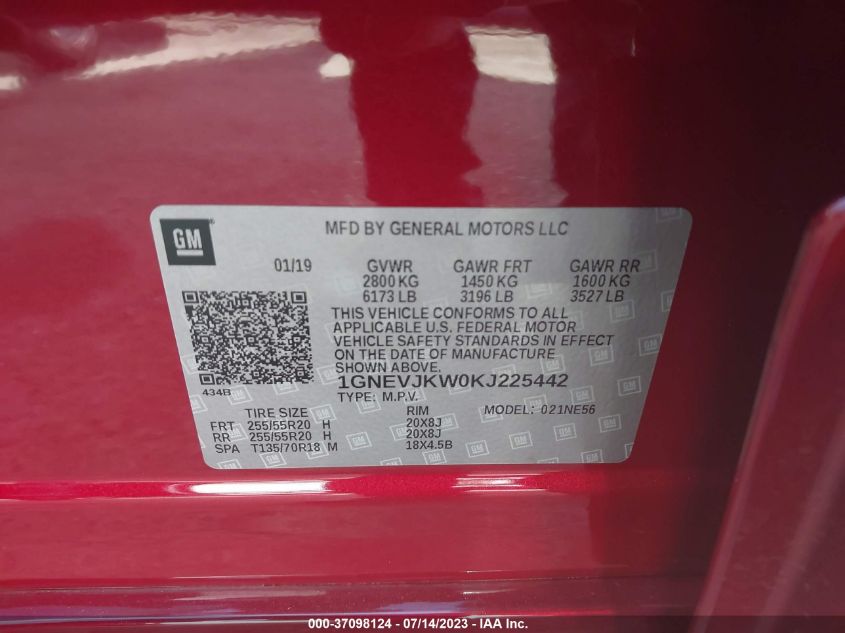 GM
MFD BY GENERAL MOTORS LLC
01/19 GVWR GAWR FRT GAWR RR
2800 KG 1450 KG 1600 KG
6173 LB 3196 LB 3527 LB
THIS VEHICLE CONFORMS TO ALL
APPLICABLE U.S. FEDERAL MOTOR
VEHICLE SAFETY STANDARDS IN EFFECT
ON THE DATE OF MANUFACTURE
SHOWN ABOVE.
434B 1GNEVJKW0KJ225442
TYPE: M.P.V. MODEL: 021NE56
TIRE SIZE RIM
FRT 255/55R20 H 20X8J
RR 255/55R20 H 20X8J
SPA T135/70R18 M 18X4.5B
000-37098124 - 07/14/2023 - IAA Inc.